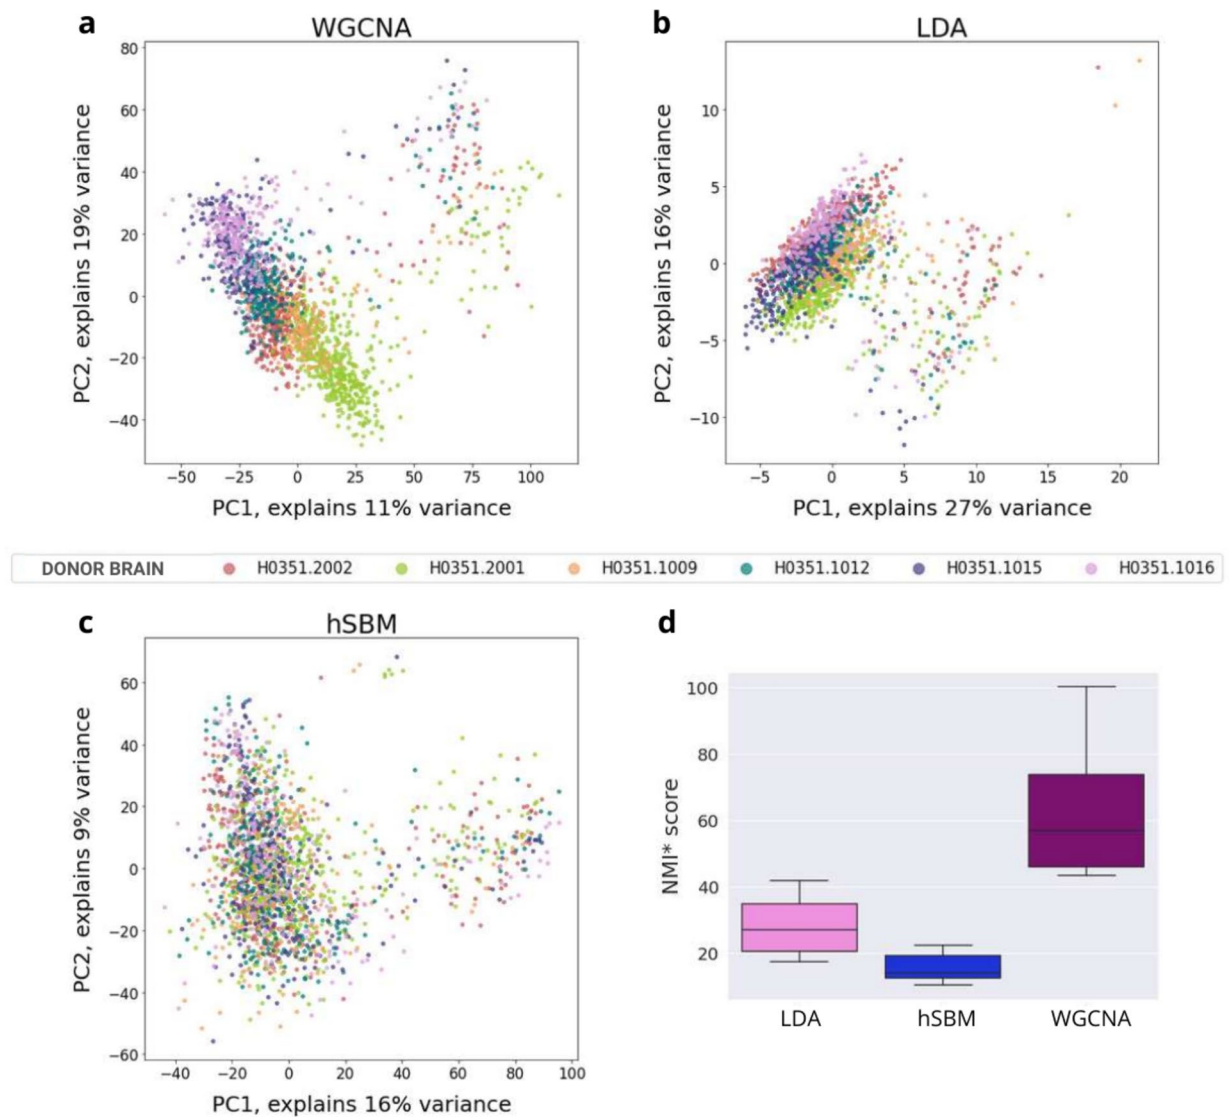 a
WGCNA
80
60
40
20
0
−20
−40
PC2, explains 19% variance
−50 −25 0 25 50 75 100
PC1, explains 11% variance
b
LDA
10
5
0
−5
−10
PC2, explains 16% variance
−5 0 5 10 15 20
PC1, explains 27% variance
DONOR BRAIN H0351.2002 H0351.2001 H0351.1009 H0351.1012 H0351.1015 H0351.1016
c
hSBM
60
40
20
0
−20
−40
−60
PC2, explains 9% variance
−40 −20 0 20 40 60 80 100
PC1, explains 16% variance
d
100
80
60
40
20
NMI* score
LDA hSBM WGCNA